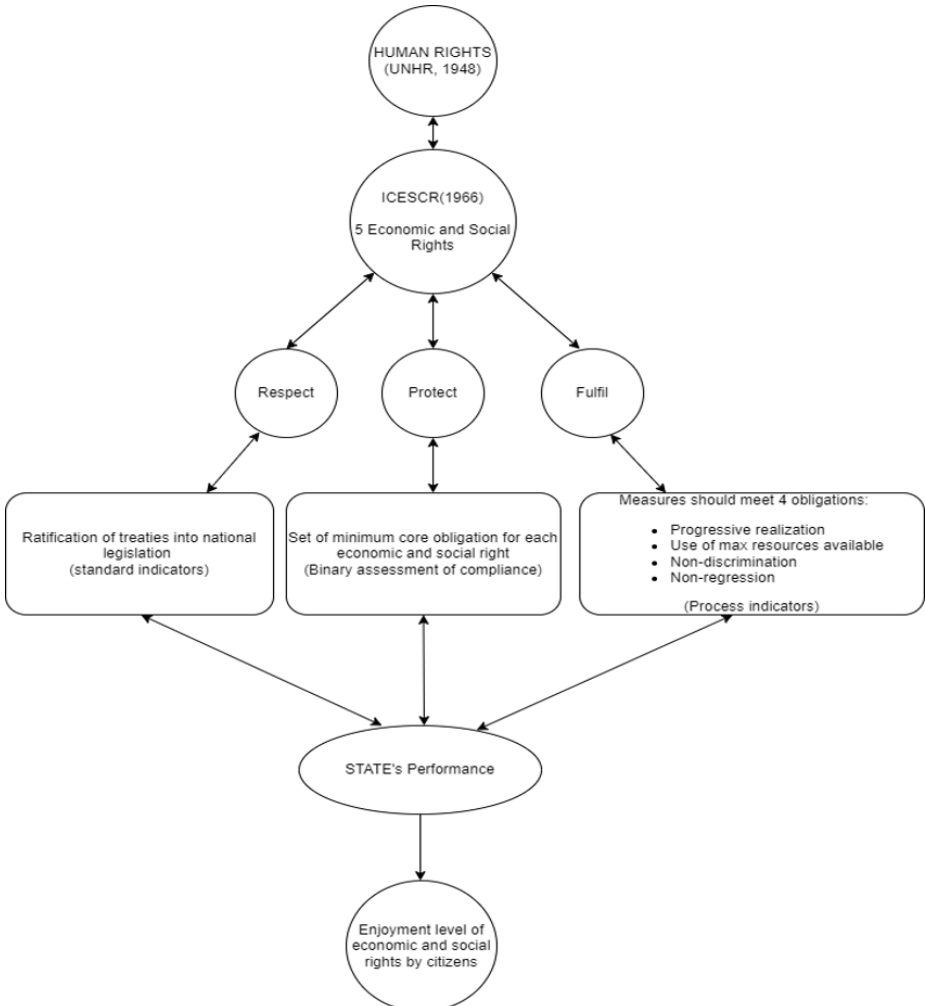 HUMAN RIGHTS
(UNHR, 1948)
ICESCR(1966)
5 Economic and Social
Rights
Respect
Protect
Fulfil
Ratification of treaties into national
legislation
(standard indicators)
Set of minimum core obligation for each
economic and social right
(Binary assessment of compliance)
Measures should meet 4 obligations:
• Progressive realization
• Use of max resources available
• Non-discrimination
• Non-regression
(Process indicators)
STATE's Performance
Enjoyment level of
economic and social
rights by citizens